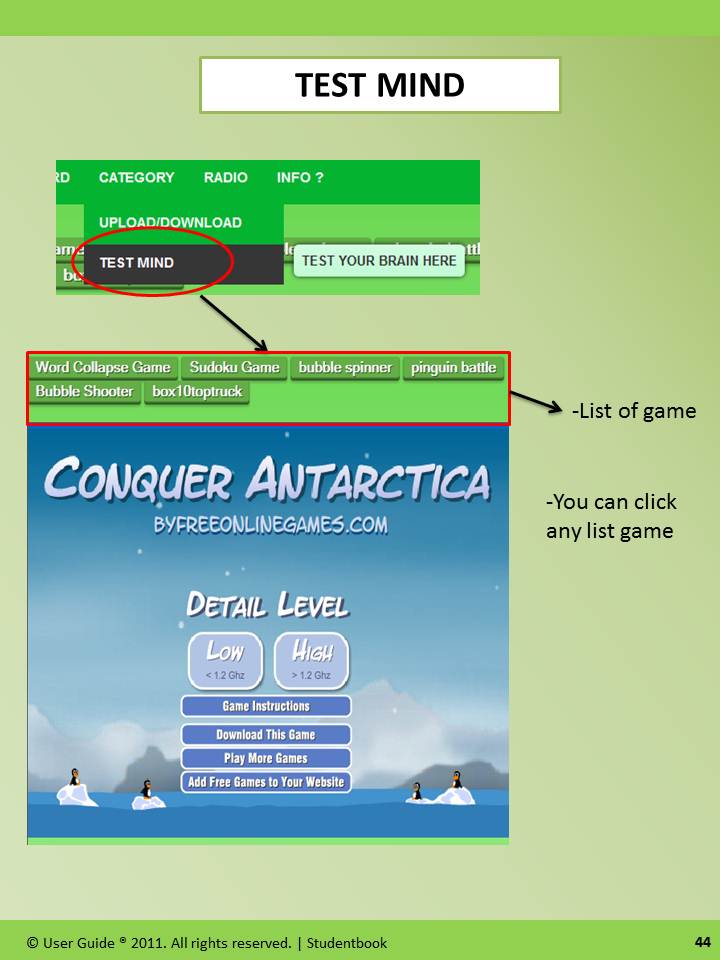 TEST MIND
RD CATEGORY RADIO INFO ?
UPLOAD/DOWNLOAD
TEST MIND
TEST YOUR BRAIN HERE
Word Collapse Game Sudoku Game bubble spinner pinguin battle
Bubble Shooter box10toptruck
-List of game
CONQUER ANTARCTICA
BYFREEONLINEGAMES.COM
-You can click
any list game
DETAIL LEVEL
LOW HIGH
< 1.2 Ghz > 1.2 Ghz
Game Instructions
Download This Game
Play More Games
Add Free Games to Your Website
© User Guide ® 2011. All rights reserved. | Studentbook
44